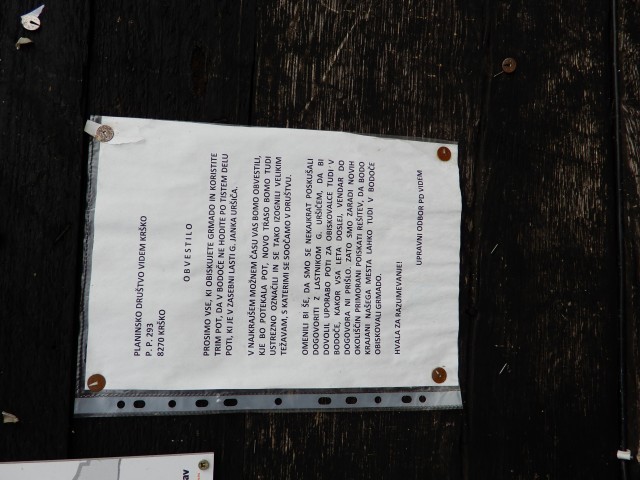 PLANINSKO DRUŠTVO VIDEM KRŠKO
P. P. 293
8270 KRŠKO
OBVESTILO
PROSIMO VSE, KI OBISKUJETE GRMADO IN KORISTITE
TRIM POT, DA V BODOČE NE HODITE PO TISTEM DELU
POTI, KI JE V ZASEBNI LASTI G. JANKA URŠIČA.
V NAJKRAJŠEM MOŽNEM ČASU VAS BOMO OBVESTILI,
KJE BO POTEKALA POT, NOVO TRASO BOMO TUDI
USTREZNO OZNAČILI IN SE TAKO IZOGNILI VELIKIM
TEŽAVAM, S KATERIMI SE SOOČAMO V DRUŠTVU.
OMENILI BI ŠE, DA SMO SE NEKAJKRAT POSKUŠALI
DOGOVORITI Z LASTNIKOM G. URŠIČEM, DA BI
DOVOLIL UPORABO POTI ZA OBISKOVALCE TUDI V
BODOČE, KAKOR VSA LETA DOSLEJ, VENDAR DO
DOGOVORA NI PRIŠLO. ZATO SMO ZARADI NOVIH
OKOLIŠČIN PRIMORANI POISKATI REŠITEV, DA BODO
KRAJANI NAŠEGA MESTA LAHKO TUDI V BODOČE
OBISKOVALI GRMADO.
HVALA ZA RAZUMEVANJE!
UPRAVNI ODBOR PD VIDEM